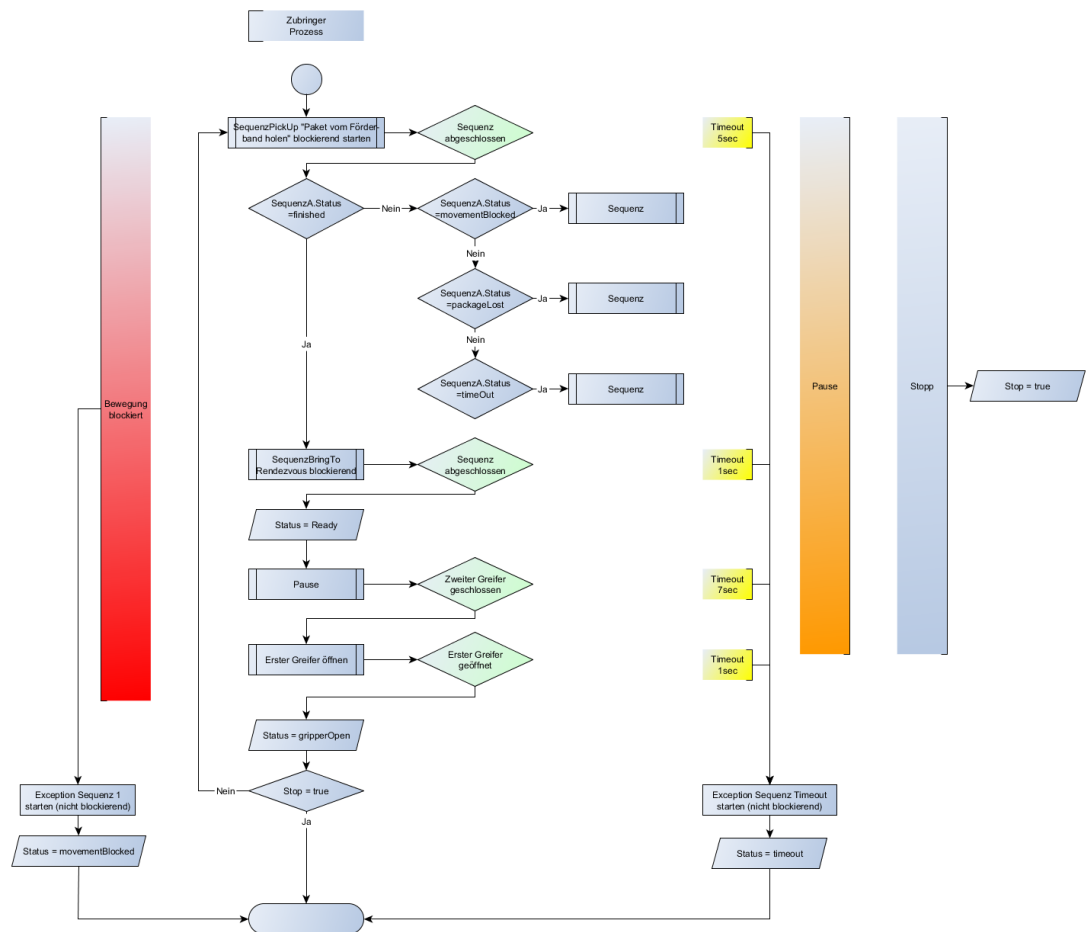 Zubringer
Prozess
SequenzPickUp "Paket vom Förder-
band holen" blockierend starten
Sequenz
abgeschlossen
Timeout
5sec
SequenzA.Status
=finished
Nein
SequenzA.Status
=movementBlocked
Ja
Sequenz
Nein
SequenzA.Status
=packageLost
Ja
Sequenz
Nein
Ja
SequenzA.Status
=timeOut
Ja
Sequenz
Bewegung
blockiert
Pause
Stopp
Stop = true
SequenzBringTo
Rendezvous blockierend
Sequenz
abgeschlossen
Timeout
1sec
Status = Ready
Pause
Zweiter Greifer
geschlossen
Timeout
7sec
Erster Greifer öffnen
Erster Greifer
geöffnet
Timeout
1sec
Status = gripperOpen
Nein
Stop = true
Ja
Exception Sequenz 1
starten (nicht blockierend)
Exception Sequenz Timeout
starten (nicht blockierend)
Status = movementBlocked
Status = timeout